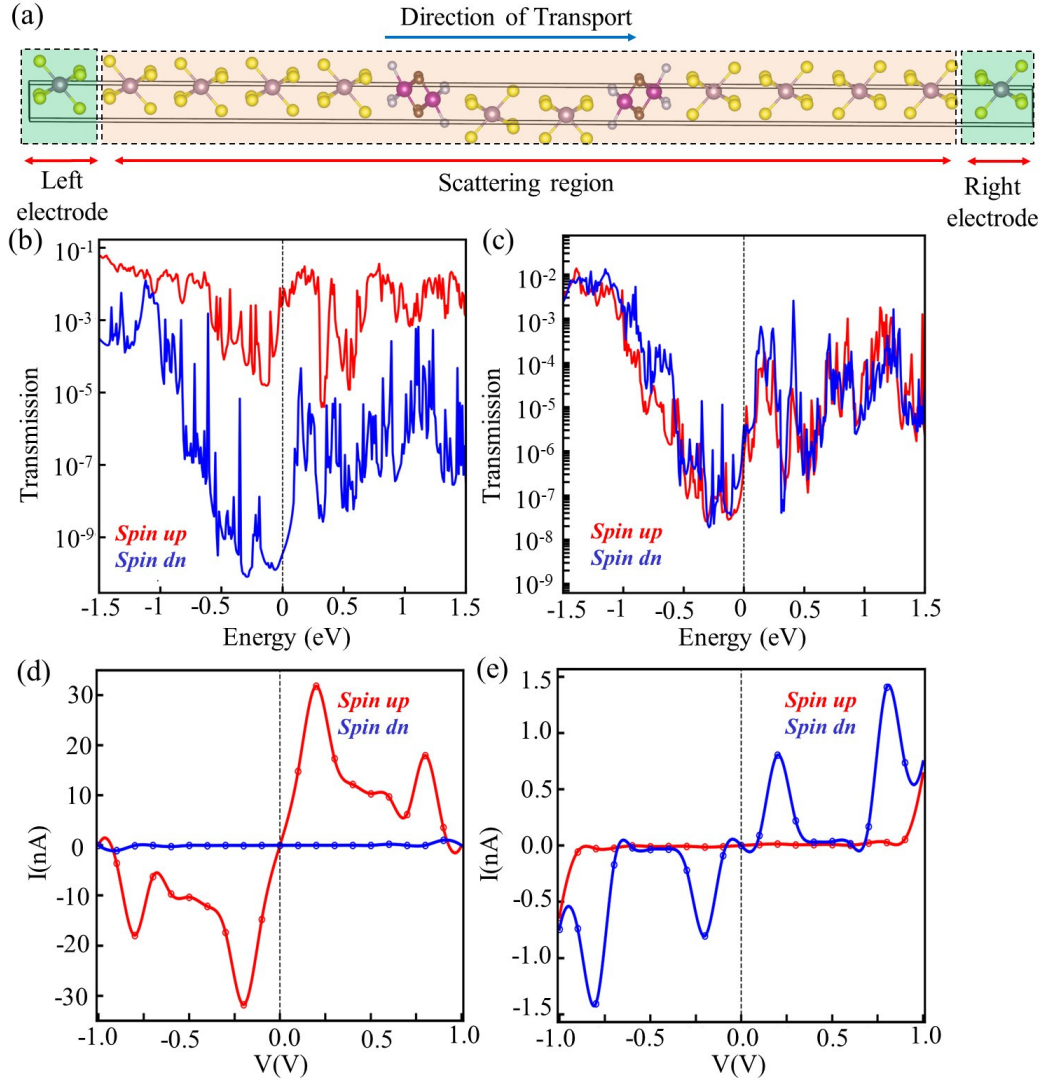 (a)
Direction of Transport
Left
electrode
Scattering region
Right
electrode
(b)
Transmission
10-1
10-3
10-5
10-7
10-9
Spin up
Spin dn
-1.5 -1 -0.5 0 0.5 1 1.5
Energy (eV)
(c)
Transmission
10-2
10-3
10-4
10-5
10-6
10-7
10-8
10-9
Spin up
Spin dn
-1.5 -1 -0.5 0 0.5 1 1.5
Energy (eV)
(d)
I(nA)
30
20
10
0
-10
-20
-30
Spin up
Spin dn
-1.0 -0.5 0.0 0.5 1.0
V(V)
(e)
I(nA)
1.5
1.0
0.5
0.0
-0.5
-1.0
-1.5
Spin up
Spin dn
-1.0 -0.5 0.0 0.5 1.0
V(V)